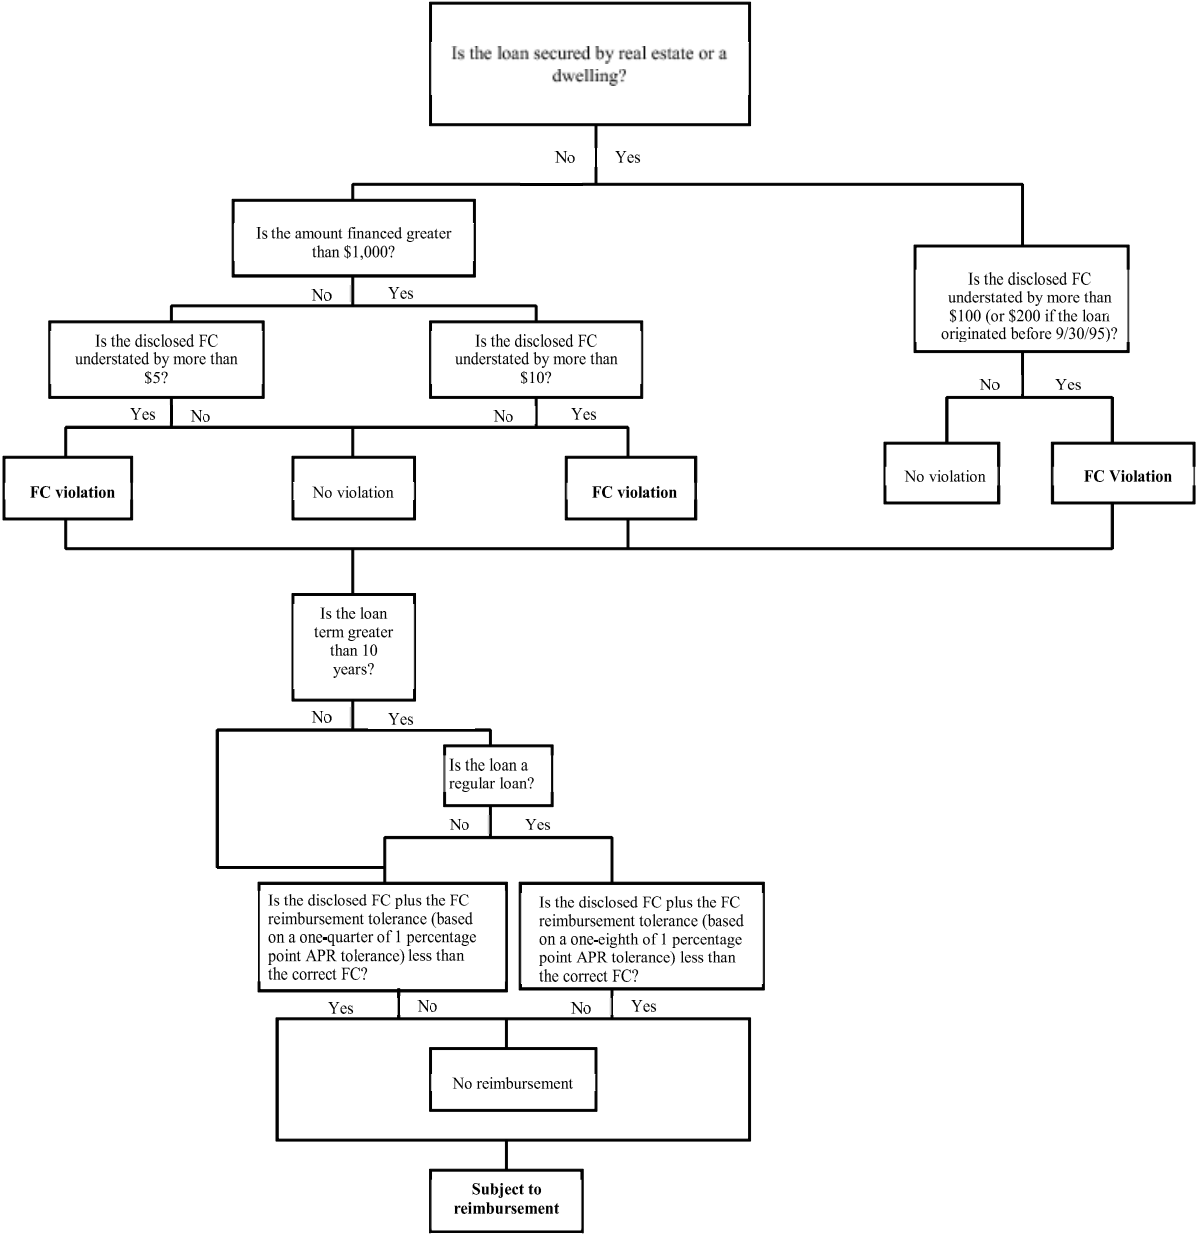 Is the loan secured by real estate or a
dwelling?
No Yes
Is the amount financed greater
than $1,000?
No Yes
Is the disclosed FC
understated by more than
$100 (or $200 if the loan
originated before 9/30/95)?
Is the disclosed FC
understated by more than
$5?
Is the disclosed FC
understated by more than
$10?
No Yes
Yes No
No Yes
FC violation
No violation
FC violation
No violation
FC Violation
Is the loan
term greater
than 10
years?
No Yes
Is the loan a
regular loan?
No Yes
Is the disclosed FC plus the FC
reimbursement tolerance (based
on a one-quarter of 1 percentage
point APR tolerance) less than
the correct FC?
Is the disclosed FC plus the FC
reimbursement tolerance (based
on a one-eighth of 1 percentage
point APR tolerance) less than
the correct FC?
Yes No
No Yes
No reimbursement
Subject to
reimbursement